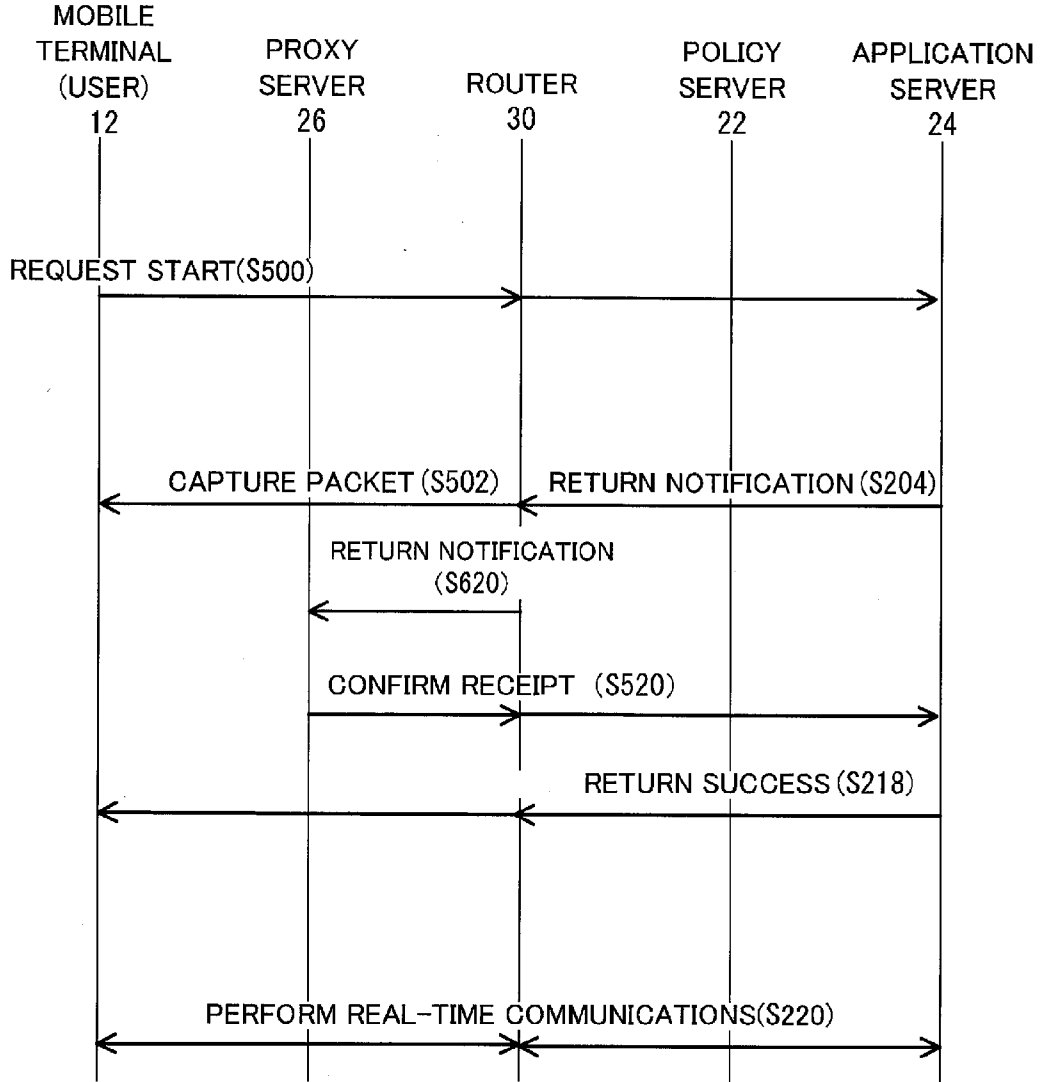 MOBILE
TERMINAL
(USER)
12
PROXY
SERVER
26
ROUTER
30
POLICY
SERVER
22
APPLICATION
SERVER
24
REQUEST START(S500)
CAPTURE PACKET(S502)
RETURN NOTIFICATION(S204)
RETURN NOTIFICATION
(S620)
CONFIRM RECEIPT (S520)
RETURN SUCCESS(S218)
PERFORM REAL-TIME COMMUNICATIONS(S220)